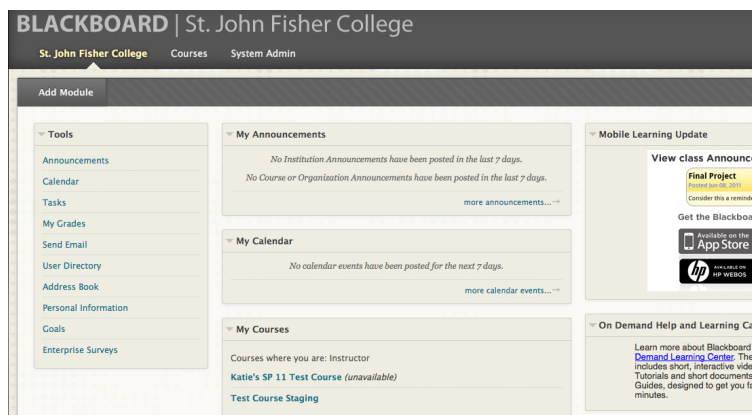 BLACKBOARD | St. John Fisher College
St. John Fisher College Courses System Admin
Add Module
Tools
Announcements
Calendar
Tasks
My Grades
Send Email
User Directory
Address Book
Personal Information
Goals
Enterprise Surveys
My Announcements
No Institution Announcements have been posted in the last 7 days.
No Course or Organization Announcements have been posted in the last 7 days.
more announcements...→
My Calendar
No calendar events have been posted for the next 7 days.
more calendar events...→
My Courses
Courses where you are: Instructor
Katie's SP 11 Test Course (unavailable)
Test Course Staging
Mobile Learning Update
View class Announc
Final Project
Posted Jun 08, 2011
Consider this a remind
Get the Blackboa
Available on the
App Store
hp AVAILABLE ON
HP WEBOS
On Demand Help and Learning Ca
Learn more about Blackboard
Demand Learning Center. The
includes short, interactive vide
Tutorials and short documents
Guides, designed to get you fa
minutes.